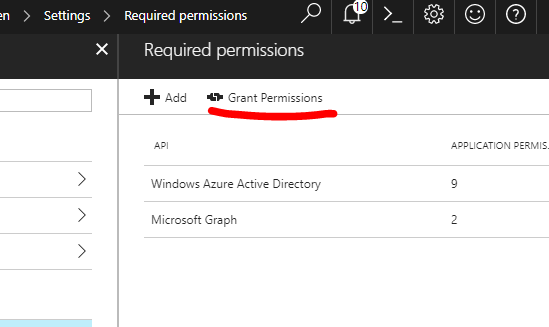 en > Settings > Required permissions
10
Required permissions
Add Grant Permissions
API APPLICATION PERMIS.
Windows Azure Active Directory 9
Microsoft Graph 2